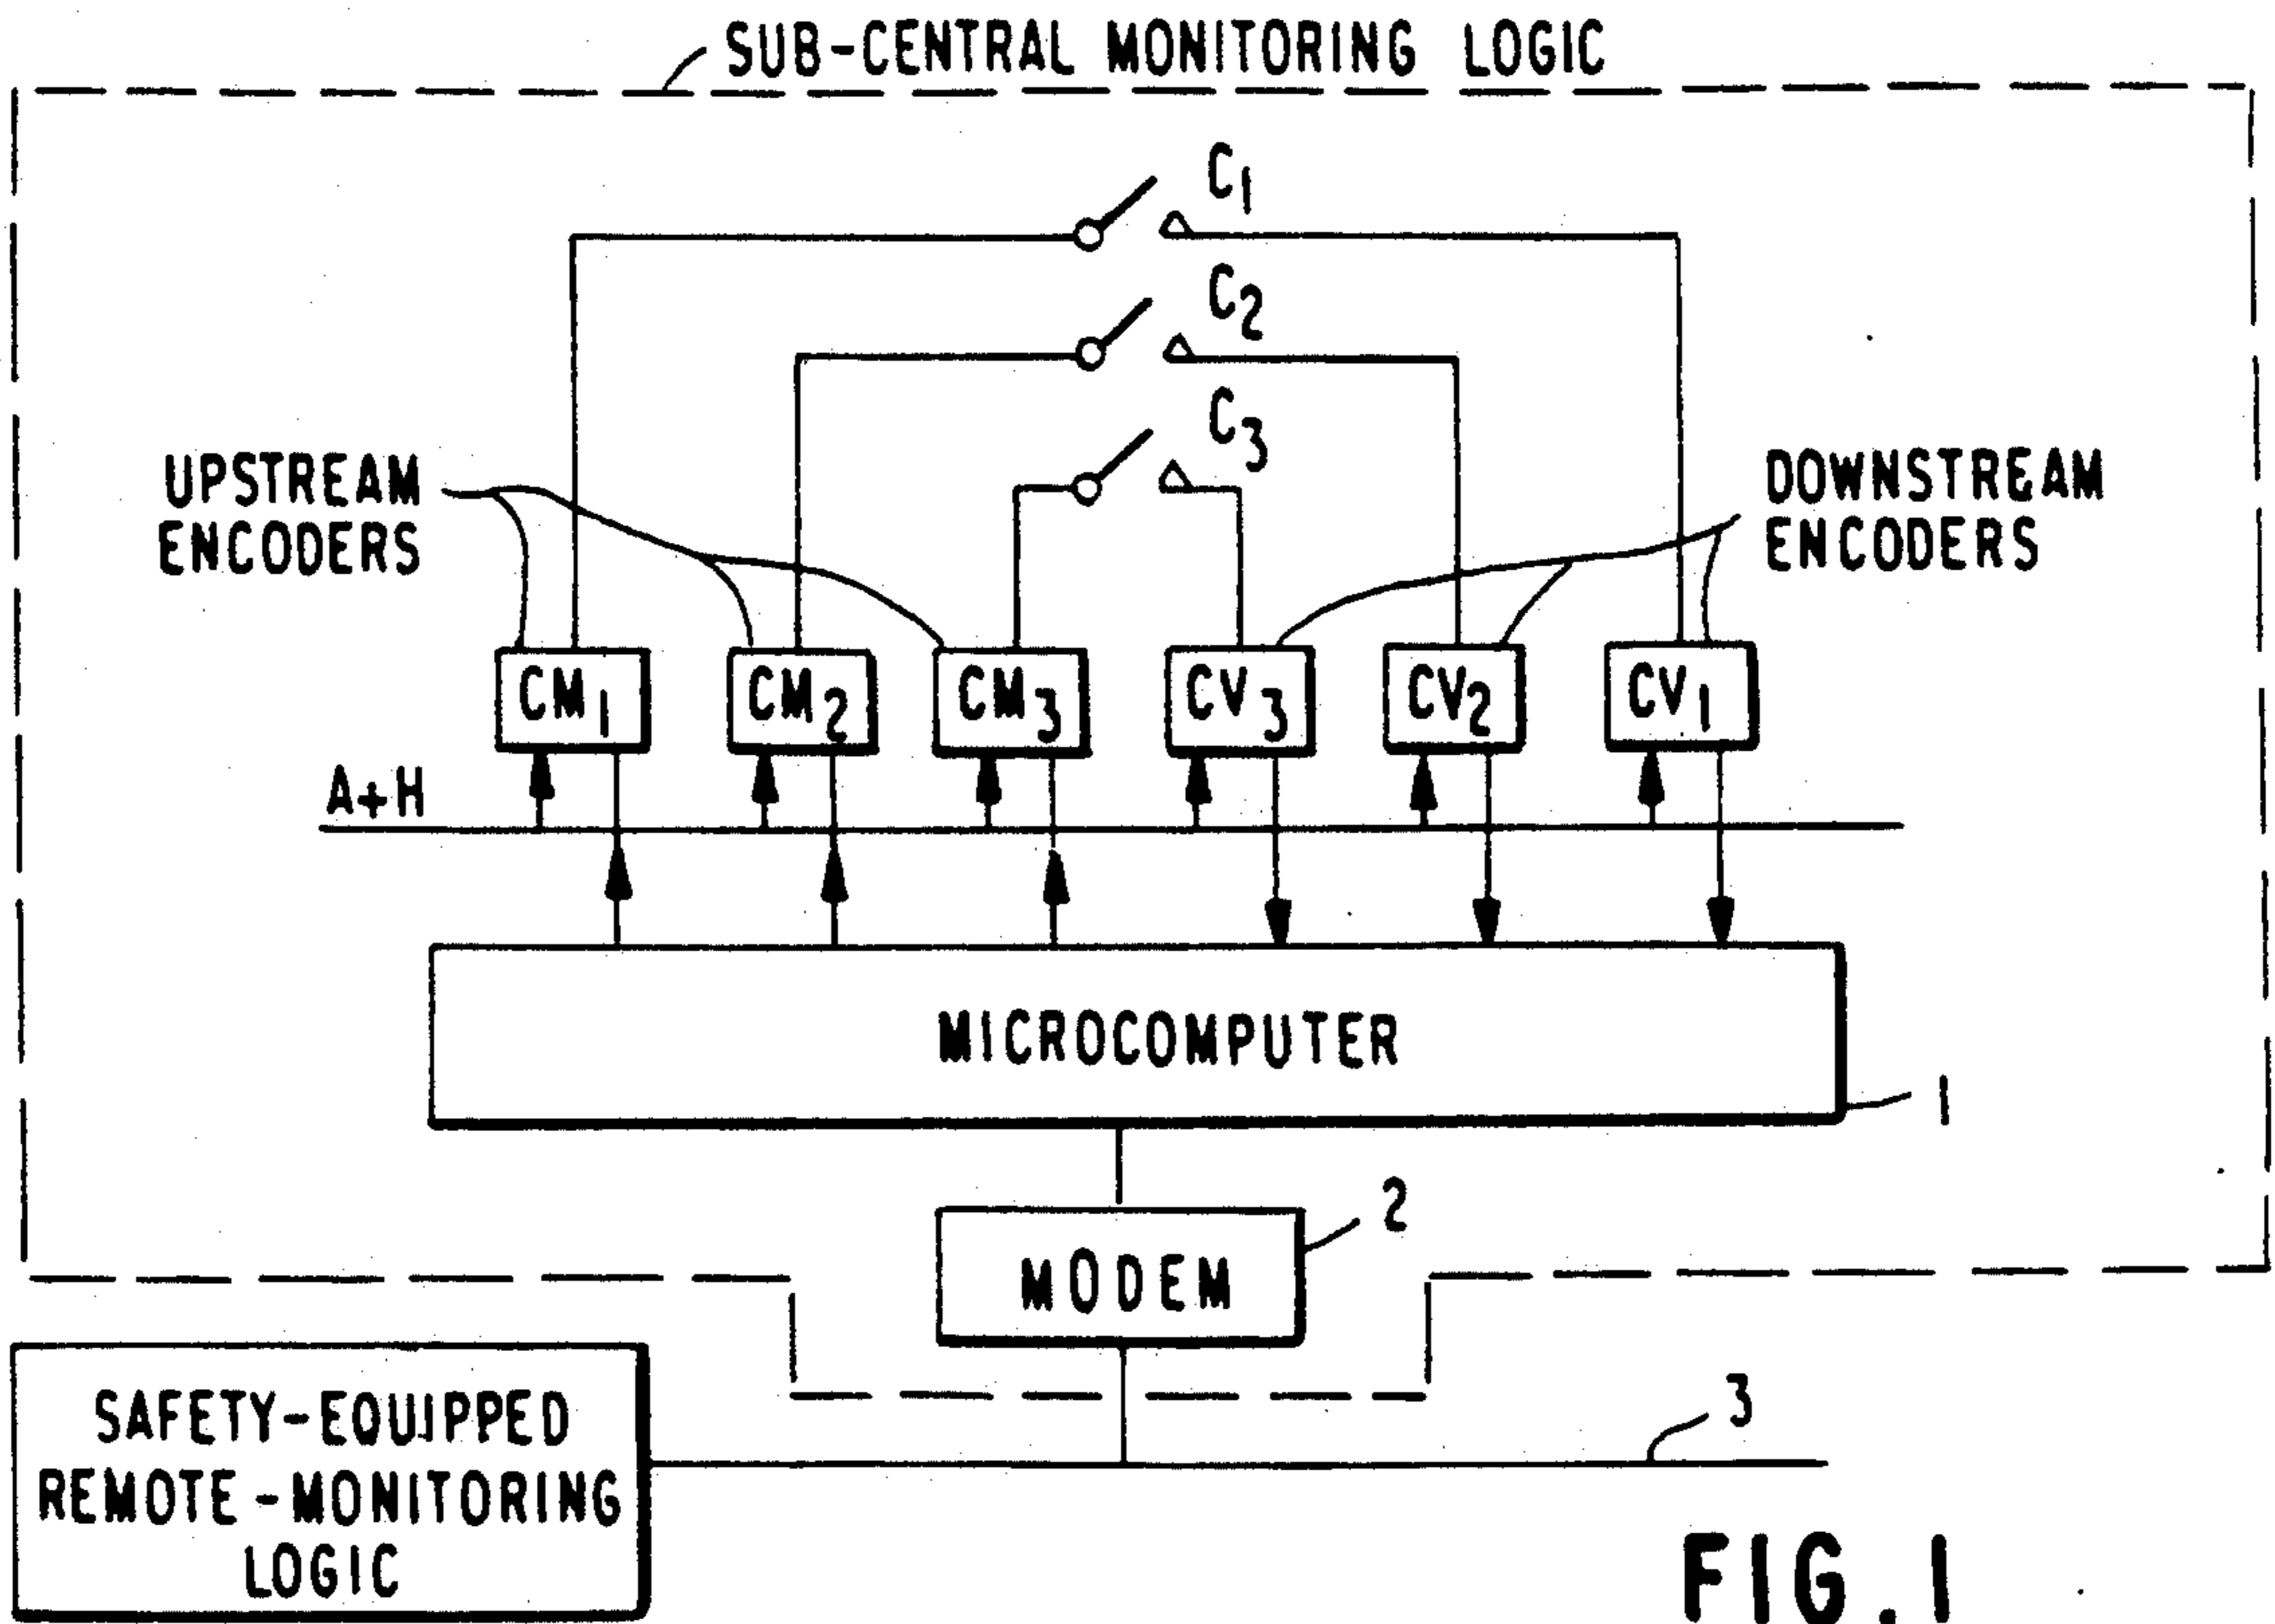 SUB-CENTRAL MONITORING LOGIC
C1
C2
C3
UPSTREAM
ENCODERS
DOWNSTREAM
ENCODERS
CM1
CM2
CM3
CV3
CV2
CV1
A+H
MICROCOMPUTER
1
2
MODEM
3
SAFETY-EQUIPPED
REMOTE-MONITORING
LOGIC
FIG. 1